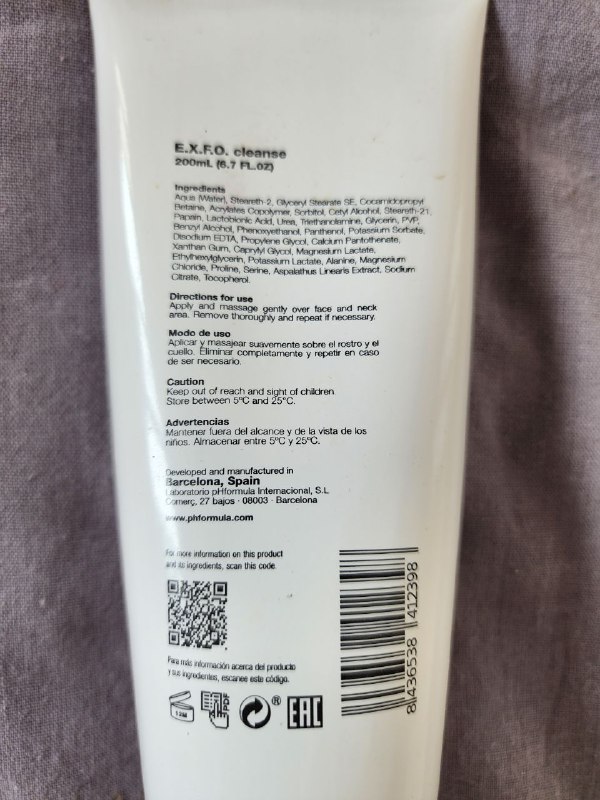 E.X.F.O. cleanse
200mL (6.7 FL.OZ)
Ingredients
Aqua (Water), Steareth-2, Glyceryl Stearate SE, Cocamidopropyl
Betaine, Acrylates Copolymer, Sorbitol, Cetyl Alcohol, Steareth-21,
Papain, Lactobionic Acid, Urea, Triethanolamine, Glycerin, PVP,
Benzyl Alcohol, Phenoxyethanol, Panthenol, Potassium Sorbate,
Disodium EDTA, Propylene Glycol, Calcium Pantothenate,
Xanthan Gum, Caprylyl Glycol, Magnesium Lactate,
Ethylhexylglycerin, Potassium Lactate, Alanine, Magnesium
Chloride, Proline, Serine, Aspalathus Linearis Extract, Sodium
Citrate, Tocopherol.
Directions for use
Apply and massage gently over face and neck
area. Remove thoroughly and repeat if necessary.
Modo de uso
Aplicar y masajear suavemente sobre el rostro y el
cuello. Eliminar completamente y repetir en caso
de ser necesario.
Caution
Keep out of reach and sight of children.
Store between 5ºC and 25ºC.
Advertencias
Mantener fuera del alcance y de la vista de los
niños. Almacenar entre 5ºC y 25ºC.
Developed and manufactured in
Barcelona, Spain
Laboratorio pHformula Internacional, S.L
Comerç, 27 bajos · 08003 · Barcelona
www.phformula.com
For more information on this product
and its ingredients, scan this code.
Para más información acerca del producto
y sus ingredientes, escanee este código.
PDF
®
EAC
8 436538 412398